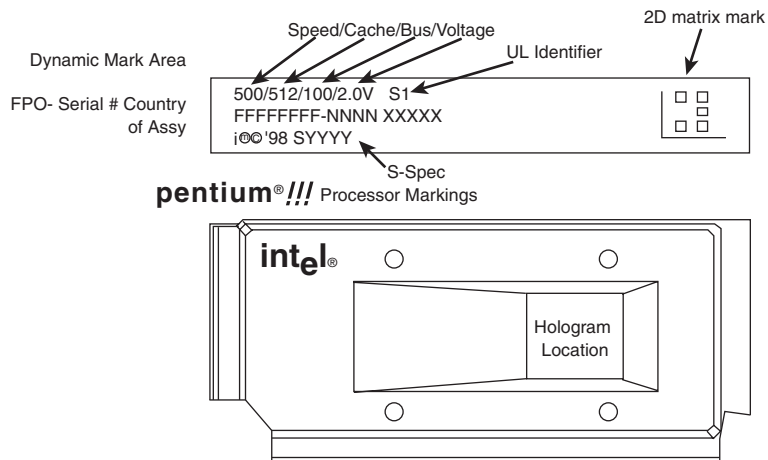 2D matrix mark
Speed/Cache/Bus/Voltage
UL Identifier
Dynamic Mark Area
500/512/100/2.0V S1
FPO- Serial # Country
of Assy
FFFFFFFF-NNNN XXXXX
i ⓜ© '98 SYYYY
S-Spec
pentium® !!! Processor Markings
intel®
Hologram
Location